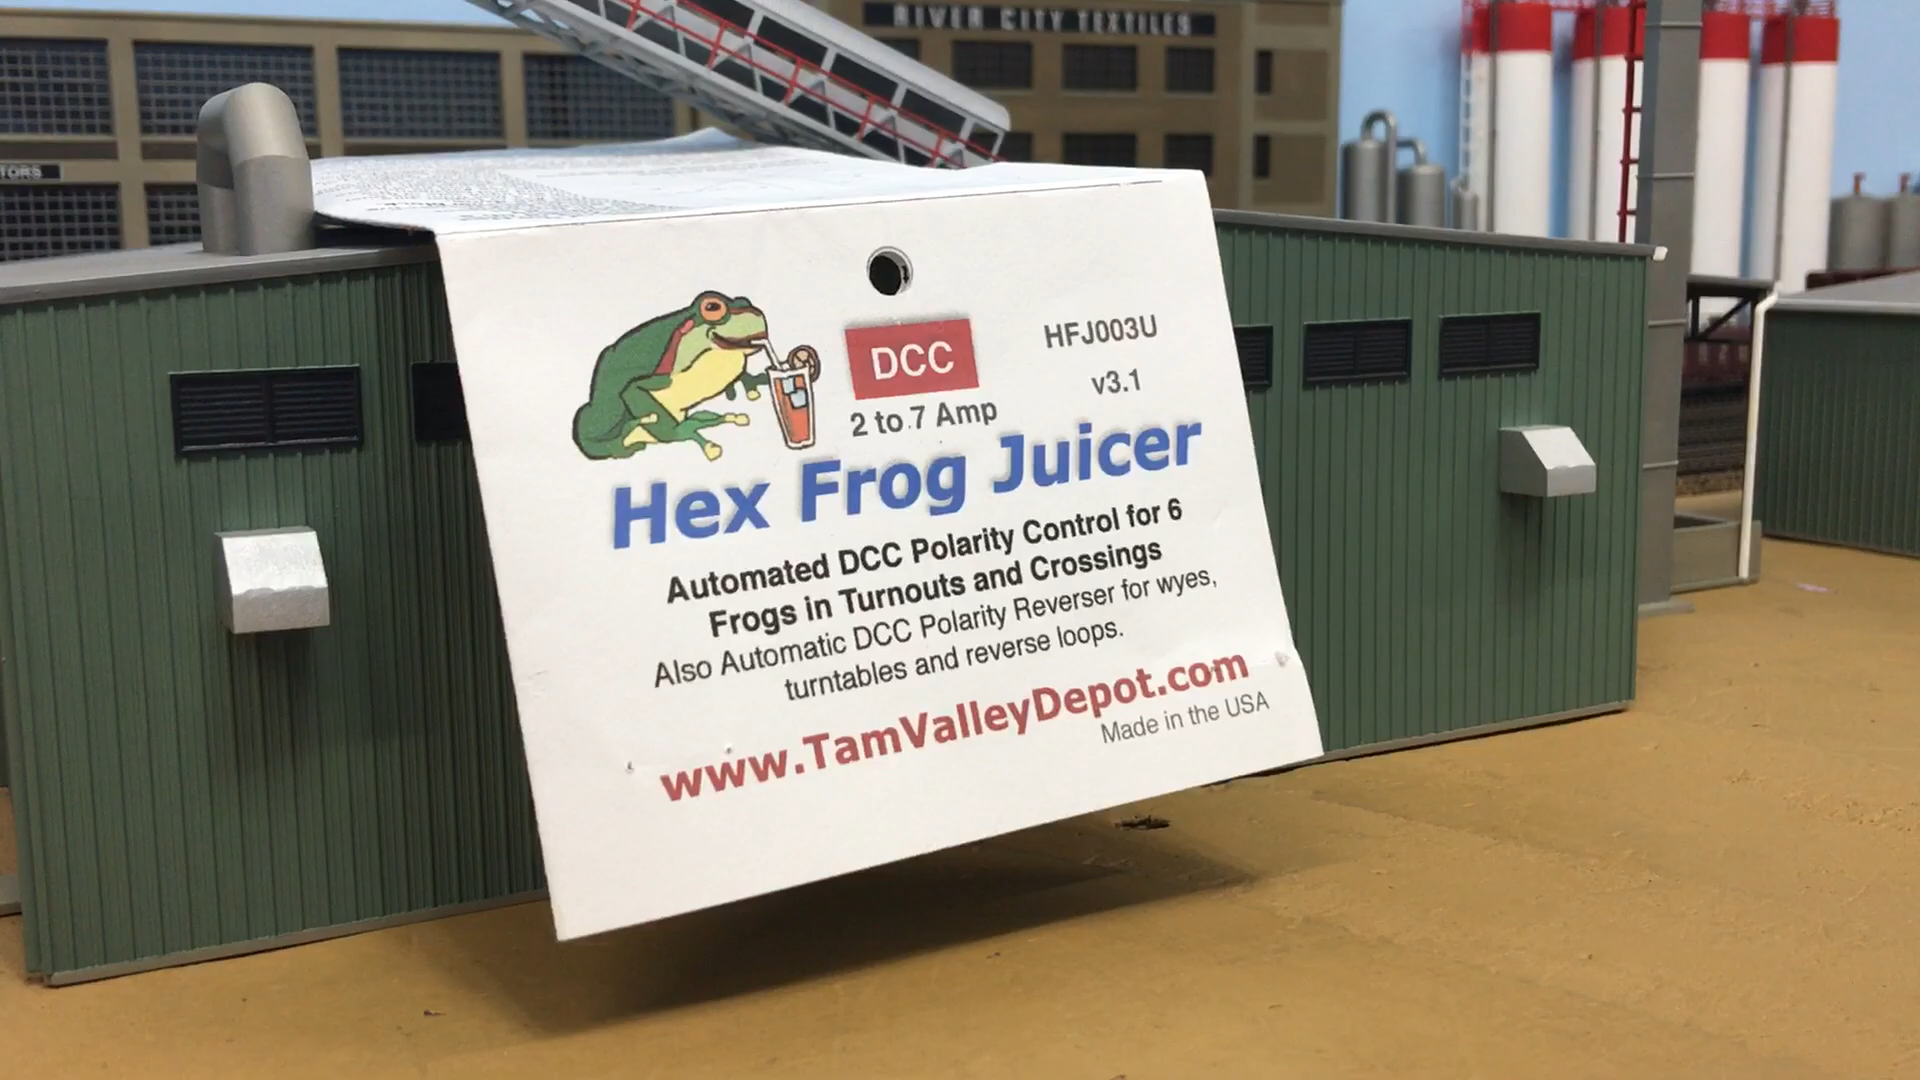 RIVER CITY TEXTILES
TORS
DCC
HFJ003U
v3.1
2 to 7 Amp
Hex Frog Juicer
Automated DCC Polarity Control for 6
Frogs in Turnouts and Crossings
Also Automatic DCC Polarity Reverser for wyes,
turntables and reverse loops.
www.TamValleyDepot.com
Made in the USA